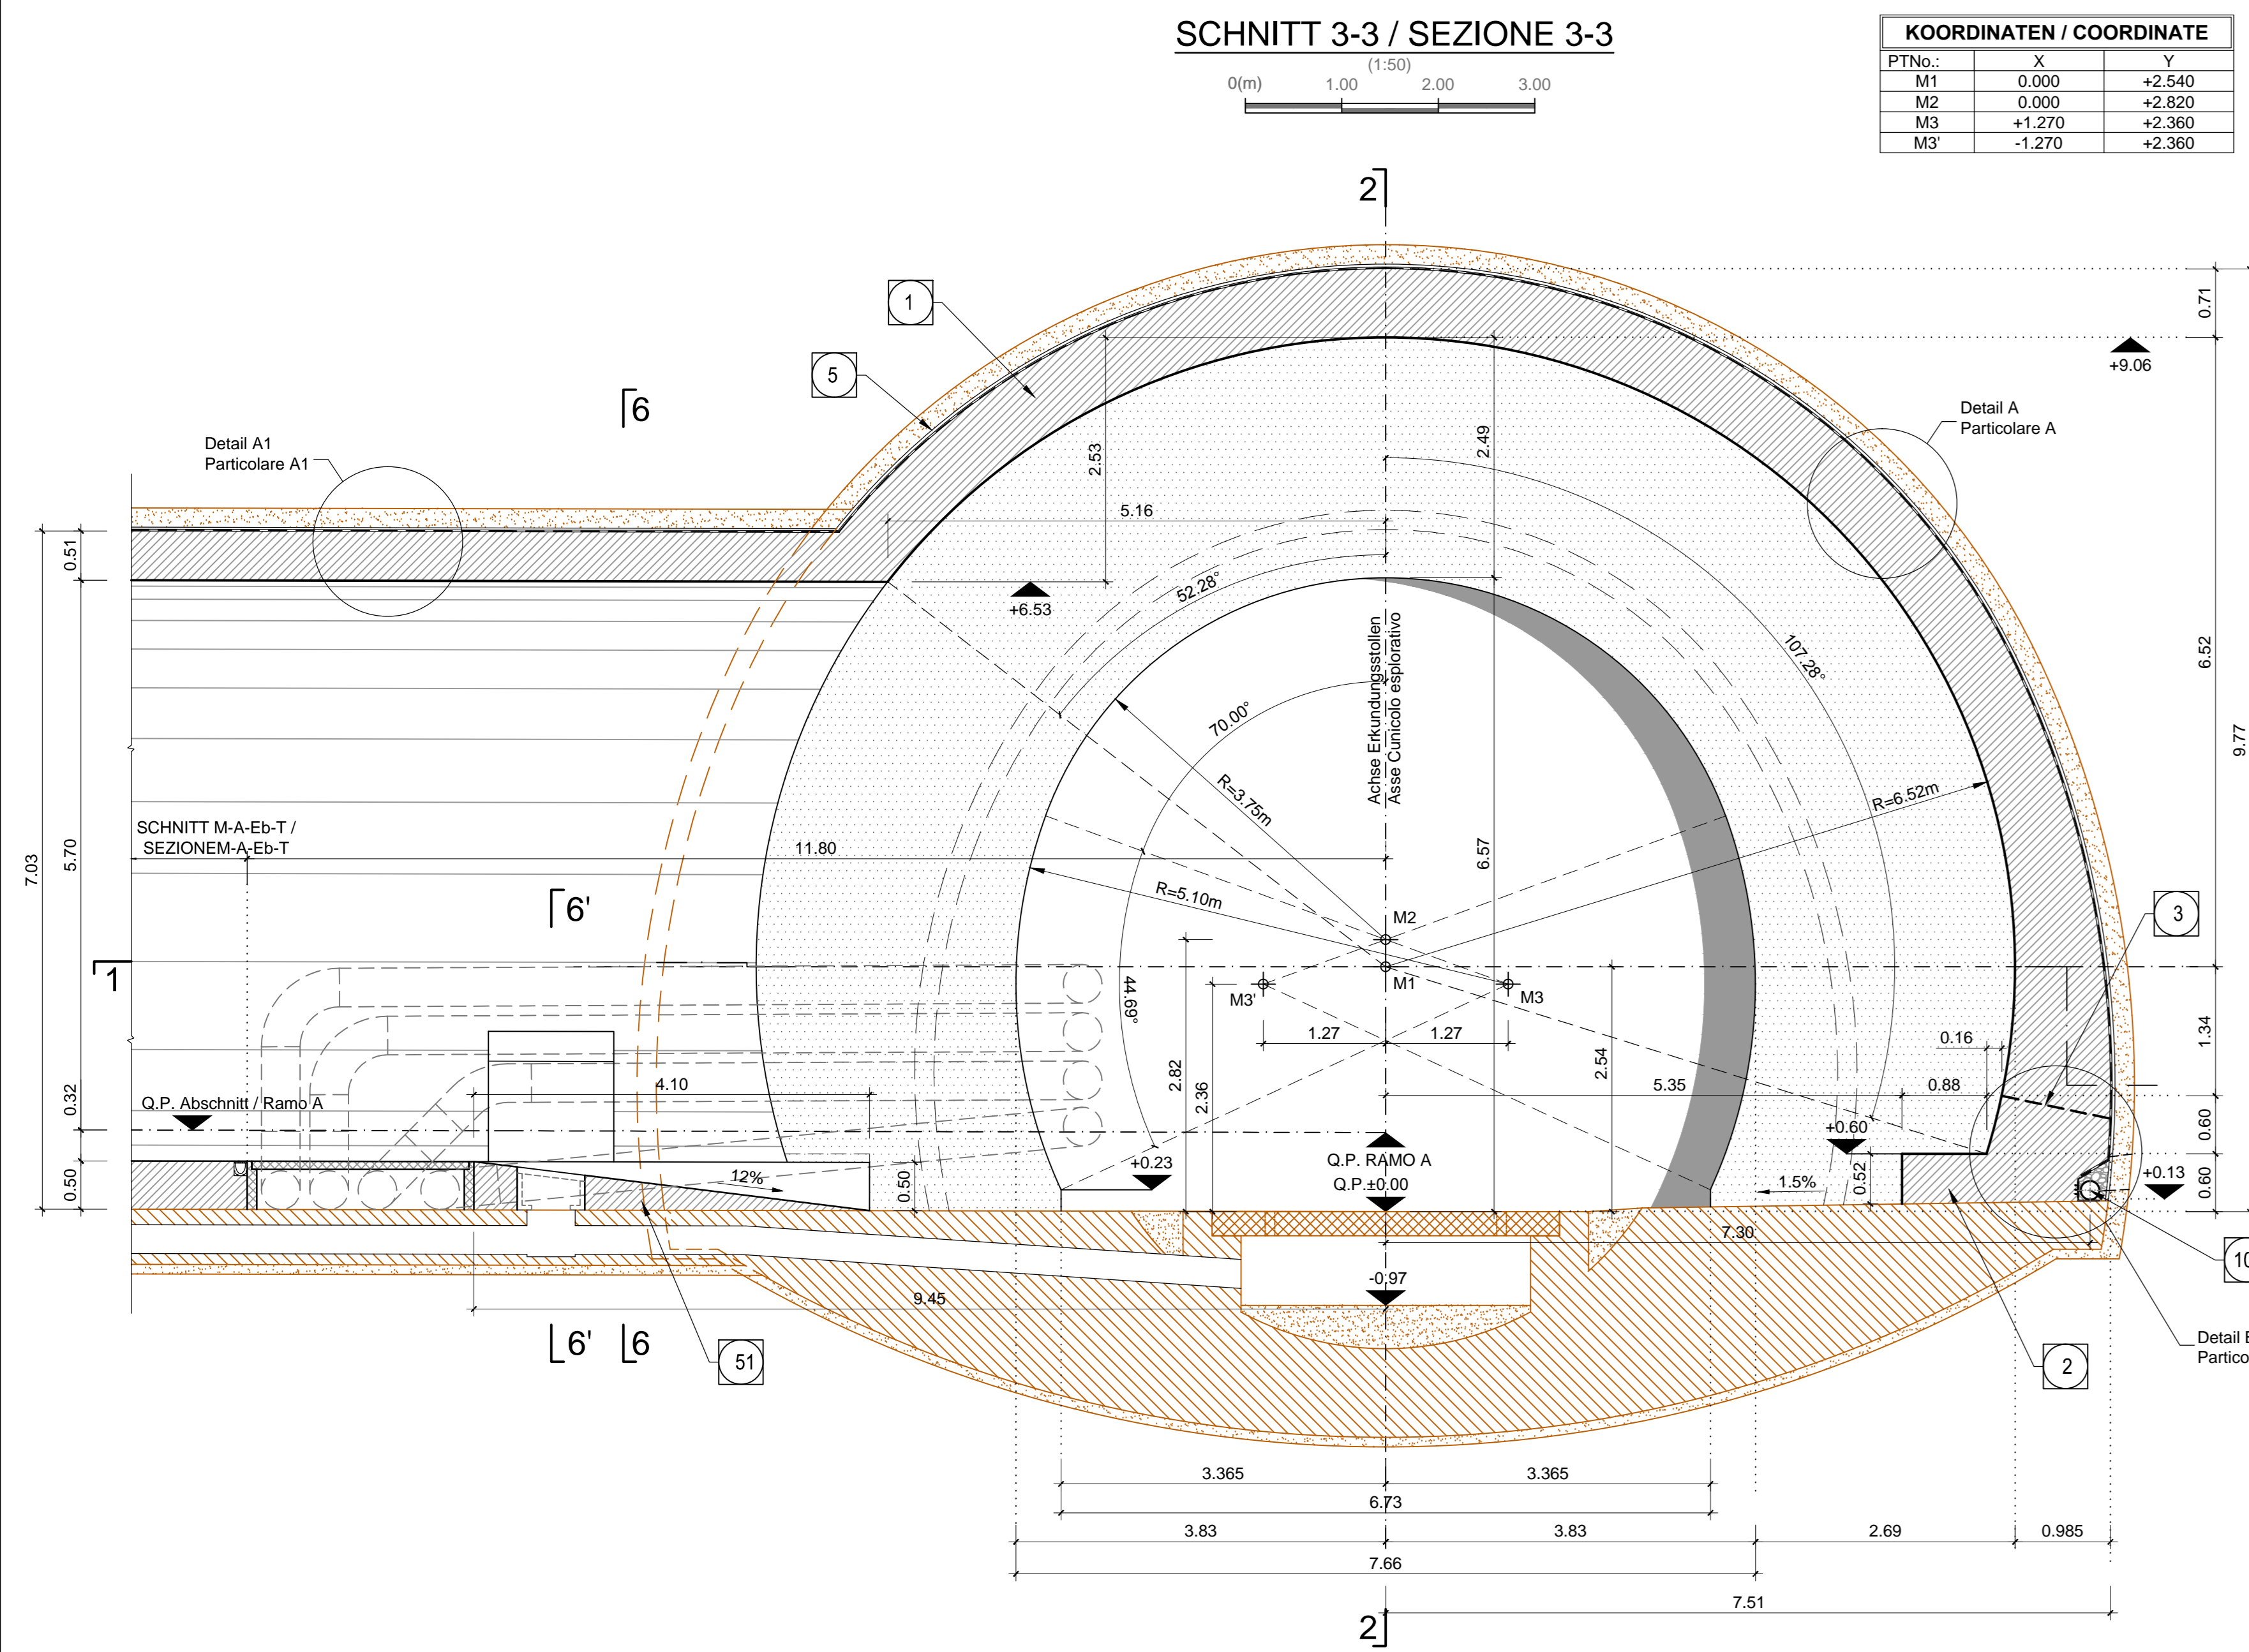 SCHNITT 3-3 / SEZIONE 3-3
(1:50)
0(m) 1.00 2.00 3.00
KOORDINATEN / COORDINATE
PTNo.: X Y
M1 0.000 +2.540
M2 0.000 +2.820
M3 +1.270 +2.360
M3' -1.270 +2.360
2
1
5
6
0.71
+9.06
Detail A
Particolare A
Detail A1
Particolare A1
2.53
2.49
5.16
0.51
52.28°
+6.53
Achse Erkundungsstollen
Asse Cunicolo esplorativo
107.28°
6.52
9.77
70.00°
R=3.75m
R=6.52m
SCHNITT M-A-Eb-T /
SEZIONEM-A-Eb-T
7.03
5.70
11.80
6.57
R=5.10m
6'
3
M2
M1
M3'
M3
1
44.69°
1.27
1.27
2.82
2.36
2.54
0.16
1.34
5.35
0.88
4.10
0.32
Q.P. Abschnitt / Ramo A
+0.60
0.60
0.50
12%
0.50
+0.23
Q.P. RAMO A
Q.P.±0.00
1.5%
0.52
+0.13
0.60
7.30
-0.97
9.45
10
6'
6
51
2
Detail
3.365
3.365
6.73
3.83
3.83
2.69
0.985
7.66
7.51
2